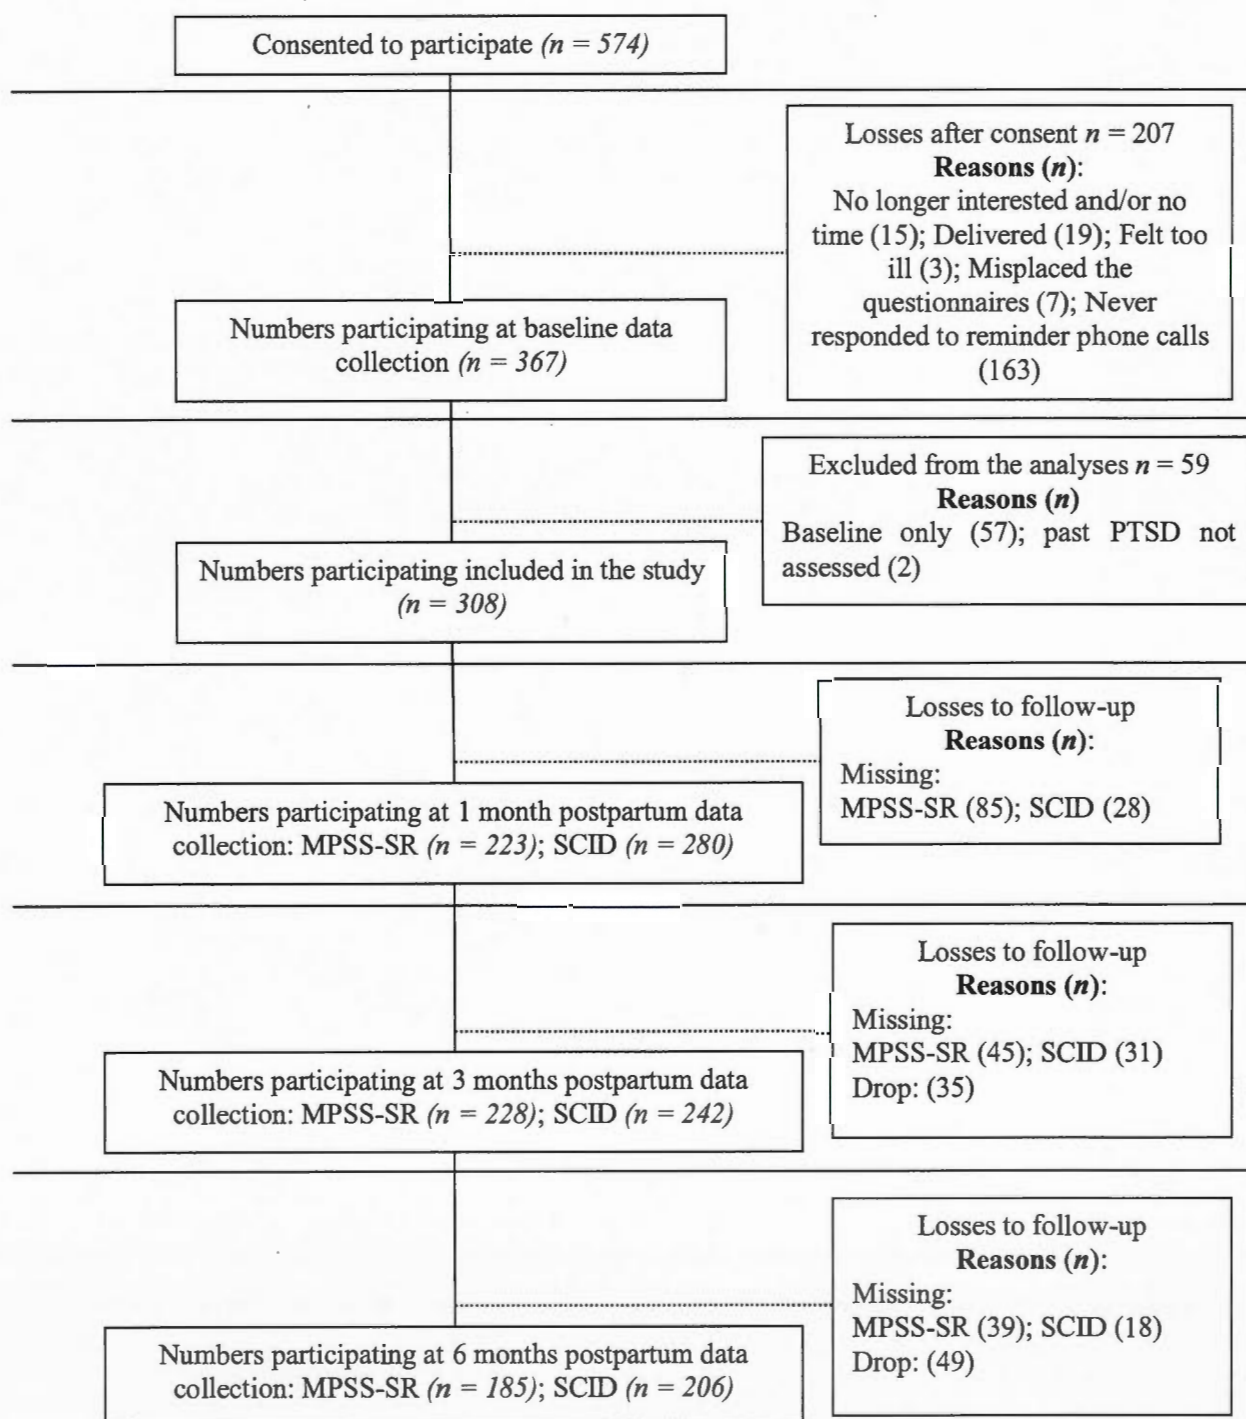 Consented to participate (n = 574)
Losses after consent n = 207
Reasons (n):
No longer interested and/or no
time (15); Delivered (19); Felt too
ill (3); Misplaced the
questionnaires (7); Never
responded to reminder phone calls
(163)
Numbers participating at baseline data
collection (n = 367)
Excluded from the analyses n = 59
Reasons (n)
Baseline only (57); past PTSD not
assessed (2)
Numbers participating included in the study
(n = 308)
Losses to follow-up
Reasons (n):
Missing:
MPSS-SR (85); SCID (28)
Numbers participating at 1 month postpartum data
collection: MPSS-SR (n = 223); SCID (n = 280)
Losses to follow-up
Reasons (n):
Missing:
MPSS-SR (45); SCID (31)
Drop: (35)
Numbers participating at 3 months postpartum data
collection: MPSS-SR (n = 228); SCID (n = 242)
Losses to follow-up
Reasons (n):
Missing:
MPSS-SR (39); SCID (18)
Drop: (49)
Numbers participating at 6 months postpartum data
collection: MPSS-SR (n = 185); SCID (n = 206)